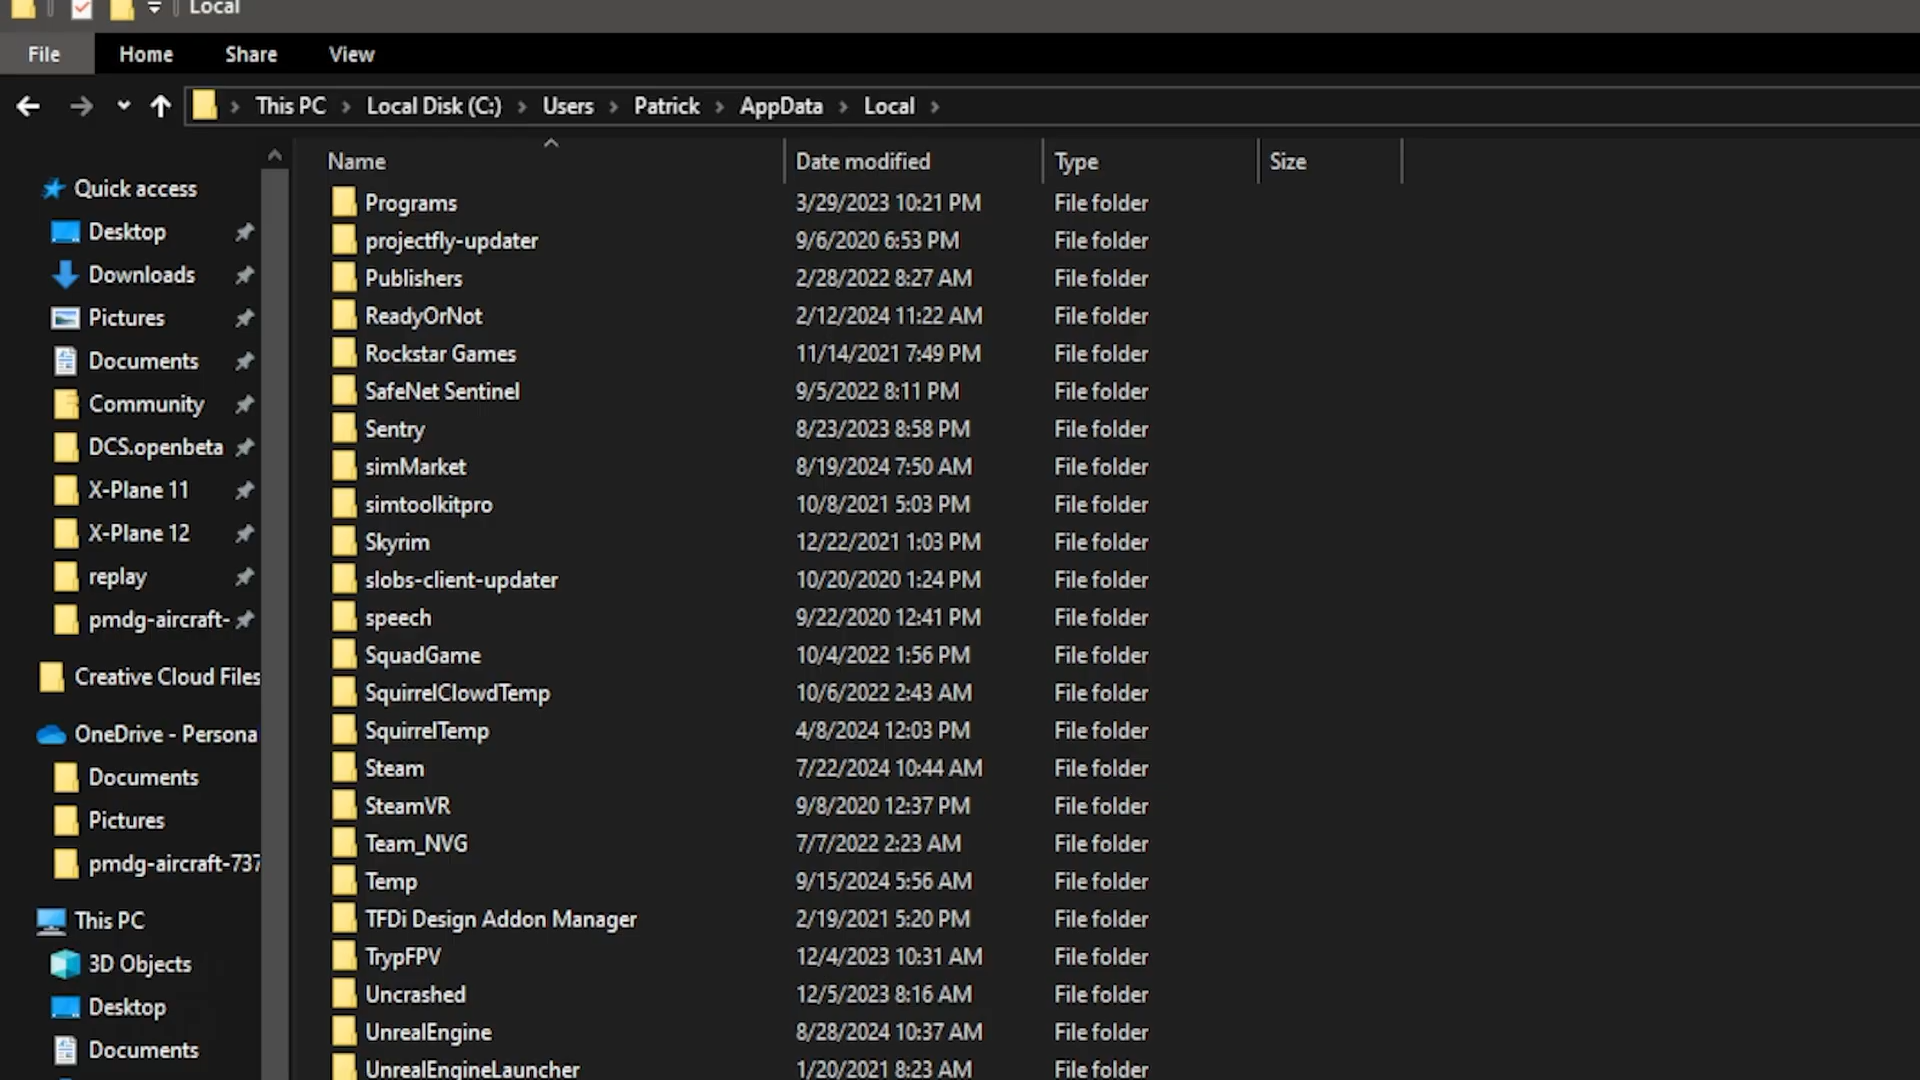 Local
File Home Share View
This PC Local Disk (C:) Users Patrick AppData Local
Quick access
Desktop
Downloads
Pictures
Documents
Community
DCS.openbeta
X-Plane 11
X-Plane 12
replay
pmdg-aircraft-
Creative Cloud Files
OneDrive - Persona
Documents
Pictures
pmdg-aircraft-737
This PC
3D Objects
Desktop
Documents
Name Date modified Type Size
Programs 3/29/2023 10:21 PM File folder
projectfly-updater 9/6/2020 6:53 PM File folder
Publishers 2/28/2022 8:27 AM File folder
ReadyOrNot 2/12/2024 11:22 AM File folder
Rockstar Games 11/14/2021 7:49 PM File folder
SafeNet Sentinel 9/5/2022 8:11 PM File folder
Sentry 8/23/2023 8:58 PM File folder
simMarket 8/19/2024 7:50 AM File folder
simtoolkitpro 10/8/2021 5:03 PM File folder
Skyrim 12/22/2021 1:03 PM File folder
slobs-client-updater 10/20/2020 1:24 PM File folder
speech 9/22/2020 12:41 PM File folder
SquadGame 10/4/2022 1:56 PM File folder
SquirrelClowdTemp 10/6/2022 2:43 AM File folder
SquirrelTemp 4/8/2024 12:03 PM File folder
Steam 7/22/2024 10:44 AM File folder
SteamVR 9/8/2020 12:37 PM File folder
Team_NVG 7/7/2022 2:23 AM File folder
Temp 9/15/2024 5:56 AM File folder
TFDi Design Addon Manager 2/19/2021 5:20 PM File folder
TrypFPV 12/4/2023 10:31 AM File folder
Uncrashed 12/5/2023 8:16 AM File folder
UnrealEngine 8/28/2024 10:37 AM File folder
UnrealEngineLauncher 1/20/2021 8:23 AM File folder